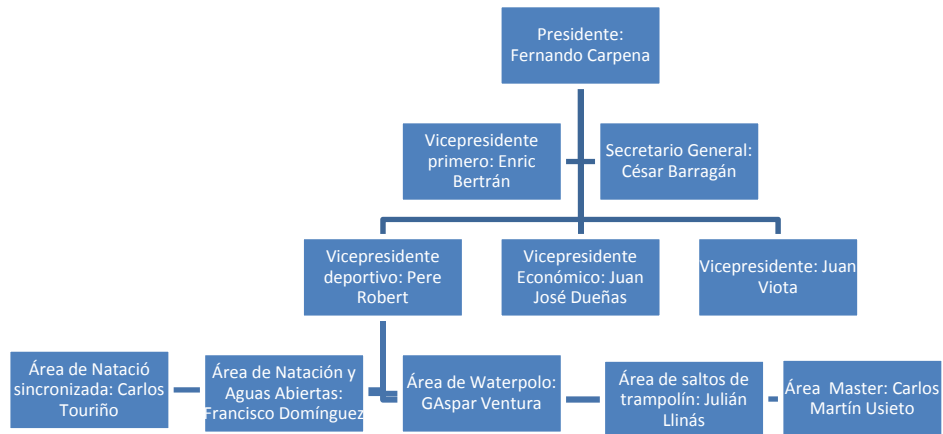 Presidente:
Fernando Carpena
Vicepresidente
primero: Enric
Bertrán
Secretario General:
César Barragán
Vicepresidente
deportivo: Pere
Robert
Vicepresidente
Económico: Juan
José Dueñas
Vicepresidente: Juan
Viota
Área de Natació
sincronizada: Carlos
Touriño
Área de Natación y
Aguas Abiertas:
Francisco Domínguez
Área de Waterpolo:
GAspar Ventura
Área de saltos de
trampolín: Julián
Llinás
Área  Master: Carlos
Martín Usieto